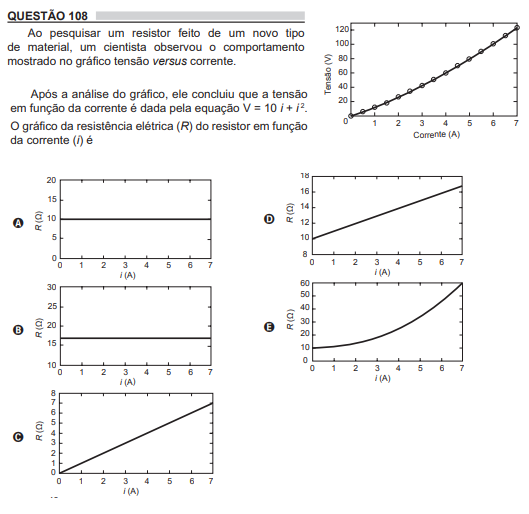 QUESTÃO 108
Ao pesquisar um resistor feito de um novo tipo
de material, um cientista observou o comportamento
mostrado no gráfico tensão versus corrente.
Após a análise do gráfico, ele concluiu que a tensão
em função da corrente é dada pela equação V = 10 i + i².
O gráfico da resistência elétrica (R) do resistor em função
da corrente (i) é
Tensão (V)
120
100
80
60
40
20
0
1 2 3 4 5 6 7
Corrente (A)
A
R (Ω)
20
15
10
5
0
0 1 2 3 4 5 6 7
i (A)
B
R (Ω)
30
25
20
15
10
0 1 2 3 4 5 6 7
i (A)
C
R (Ω)
8
7
6
5
4
3
2
1
0
0 1 2 3 4 5 6 7
i (A)
D
R (Ω)
18
16
14
12
10
8
0 1 2 3 4 5 6 7
i (A)
E
R (Ω)
60
50
40
30
20
10
0
0 1 2 3 4 5 6 7
i (A)